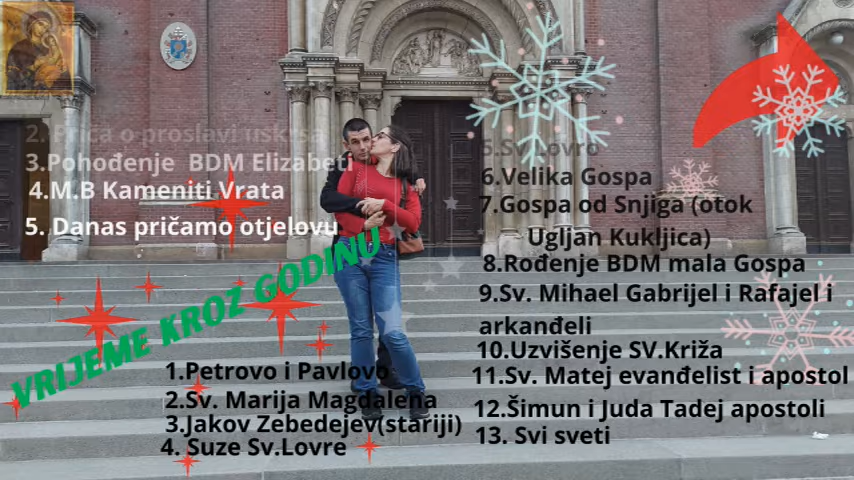 2. Priča o proslavi uskrsa
3.Pohođenje BDM Elizabeti
4.M.B Kameniti Vrata
5. Danas pričamo otjelovu
VRIJEME KROZ GODINU
1.Petrovo i Pavlovo
2.Sv. Marija Magdalena
3.Jakov Zebedejev(stariji)
4. Suze Sv.Lovre
5.Sv.Lovro
6.Velika Gospa
7.Gospa od Snjiga (otok
Ugljan Kukljica)
8.Rođenje BDM mala Gospa
9.Sv. Mihael Gabrijel i Rafajel i
arkanđeli
10.Uzvišenje SV.Križa
11.Sv. Matej evanđelist i apostol
12.Šimun i Juda Tadej apostoli
13. Svi sveti